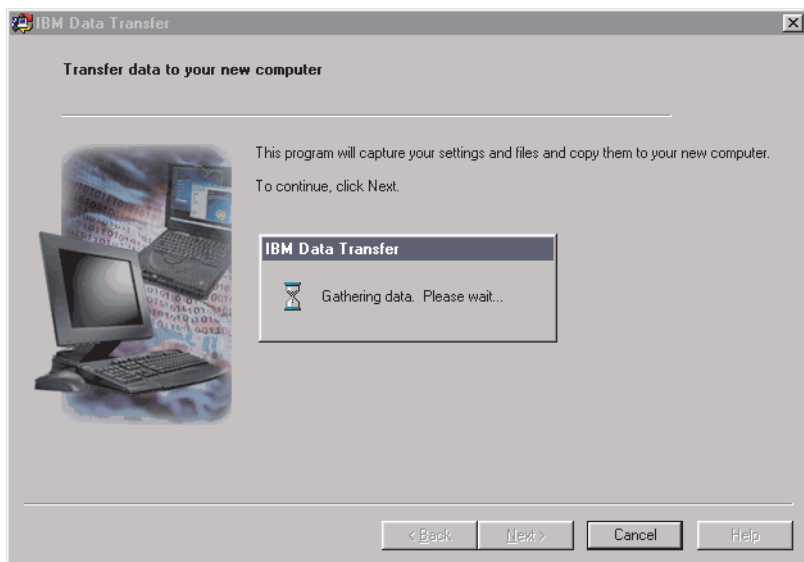 IBM Data Transfer
Transfer data to your new computer
This program will capture your settings and files and copy them to your new computer.
To continue, click Next.
IBM Data Transfer
Gathering data. Please wait...
< Back
Next >
Cancel
Help